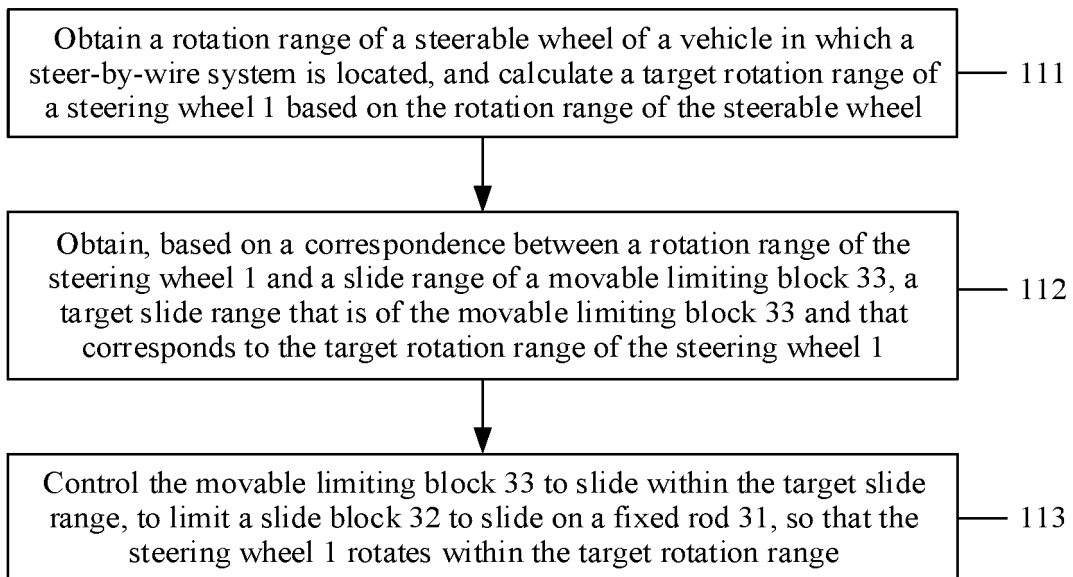 Obtain a rotation range of a steerable wheel of a vehicle in which a
steer-by-wire system is located, and calculate a target rotation range of
a steering wheel 1 based on the rotation range of the steerable wheel
111
Obtain, based on a correspondence between a rotation range of the
steering wheel 1 and a slide range of a movable limiting block 33, a
target slide range that is of the movable limiting block 33 and that
corresponds to the target rotation range of the steering wheel 1
112
Control the movable limiting block 33 to slide within the target slide
range, to limit a slide block 32 to slide on a fixed rod 31, so that the
steering wheel 1 rotates within the target rotation range
113